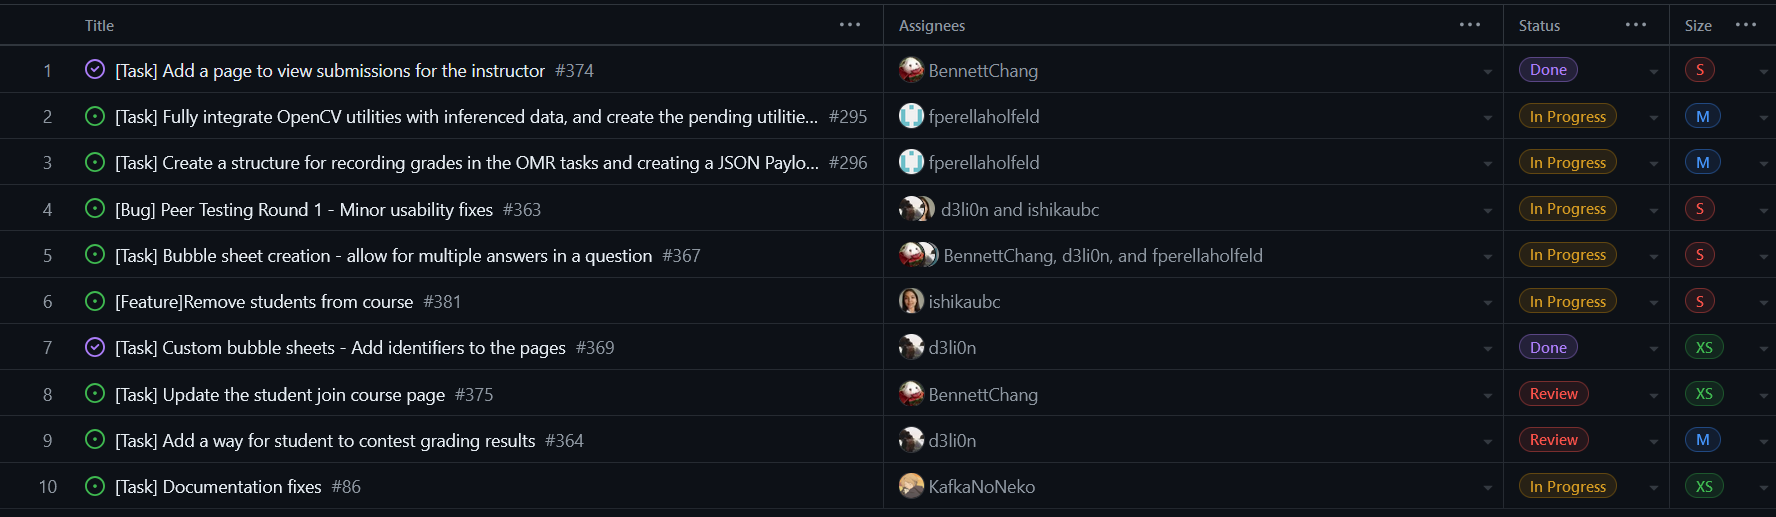 Title ... Assignees ... Status ... Size ...
1 [Task] Add a page to view submissions for the instructor #374 BennettChang Done S
2 [Task] Fully integrate OpenCV utilities with inferenced data, and create the pending utilitie... #295 fperellaholfeld In Progress M
3 [Task] Create a structure for recording grades in the OMR tasks and creating a JSON Paylo... #296 fperellaholfeld In Progress M
4 [Bug] Peer Testing Round 1 - Minor usability fixes #363 d3li0n and ishikaubc In Progress S
5 [Task] Bubble sheet creation - allow for multiple answers in a question #367 BennettChang, d3li0n, and fperellaholfeld In Progress S
6 [Feature]Remove students from course #381 ishikaubc In Progress S
7 [Task] Custom bubble sheets - Add identifiers to the pages #369 d3li0n Done XS
8 [Task] Update the student join course page #375 BennettChang Review XS
9 [Task] Add a way for student to contest grading results #364 d3li0n Review M
10 [Task] Documentation fixes #86 KafkaNoNeko In Progress XS